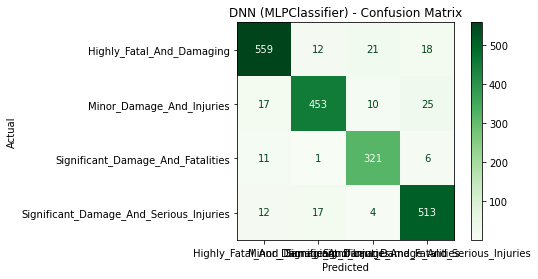 DNN (MLPClassifier) - Confusion Matrix
Highly_Fatal_And_Damaging
559 12 21 18
500
Minor_Damage_And_Injuries
17 453 10 25
400
300
Actual
Significant_Damage_And_Fatalities
11 1 321 6
200
Significant_Damage_And_Serious_Injuries
12 17 4 513
100
Predicted